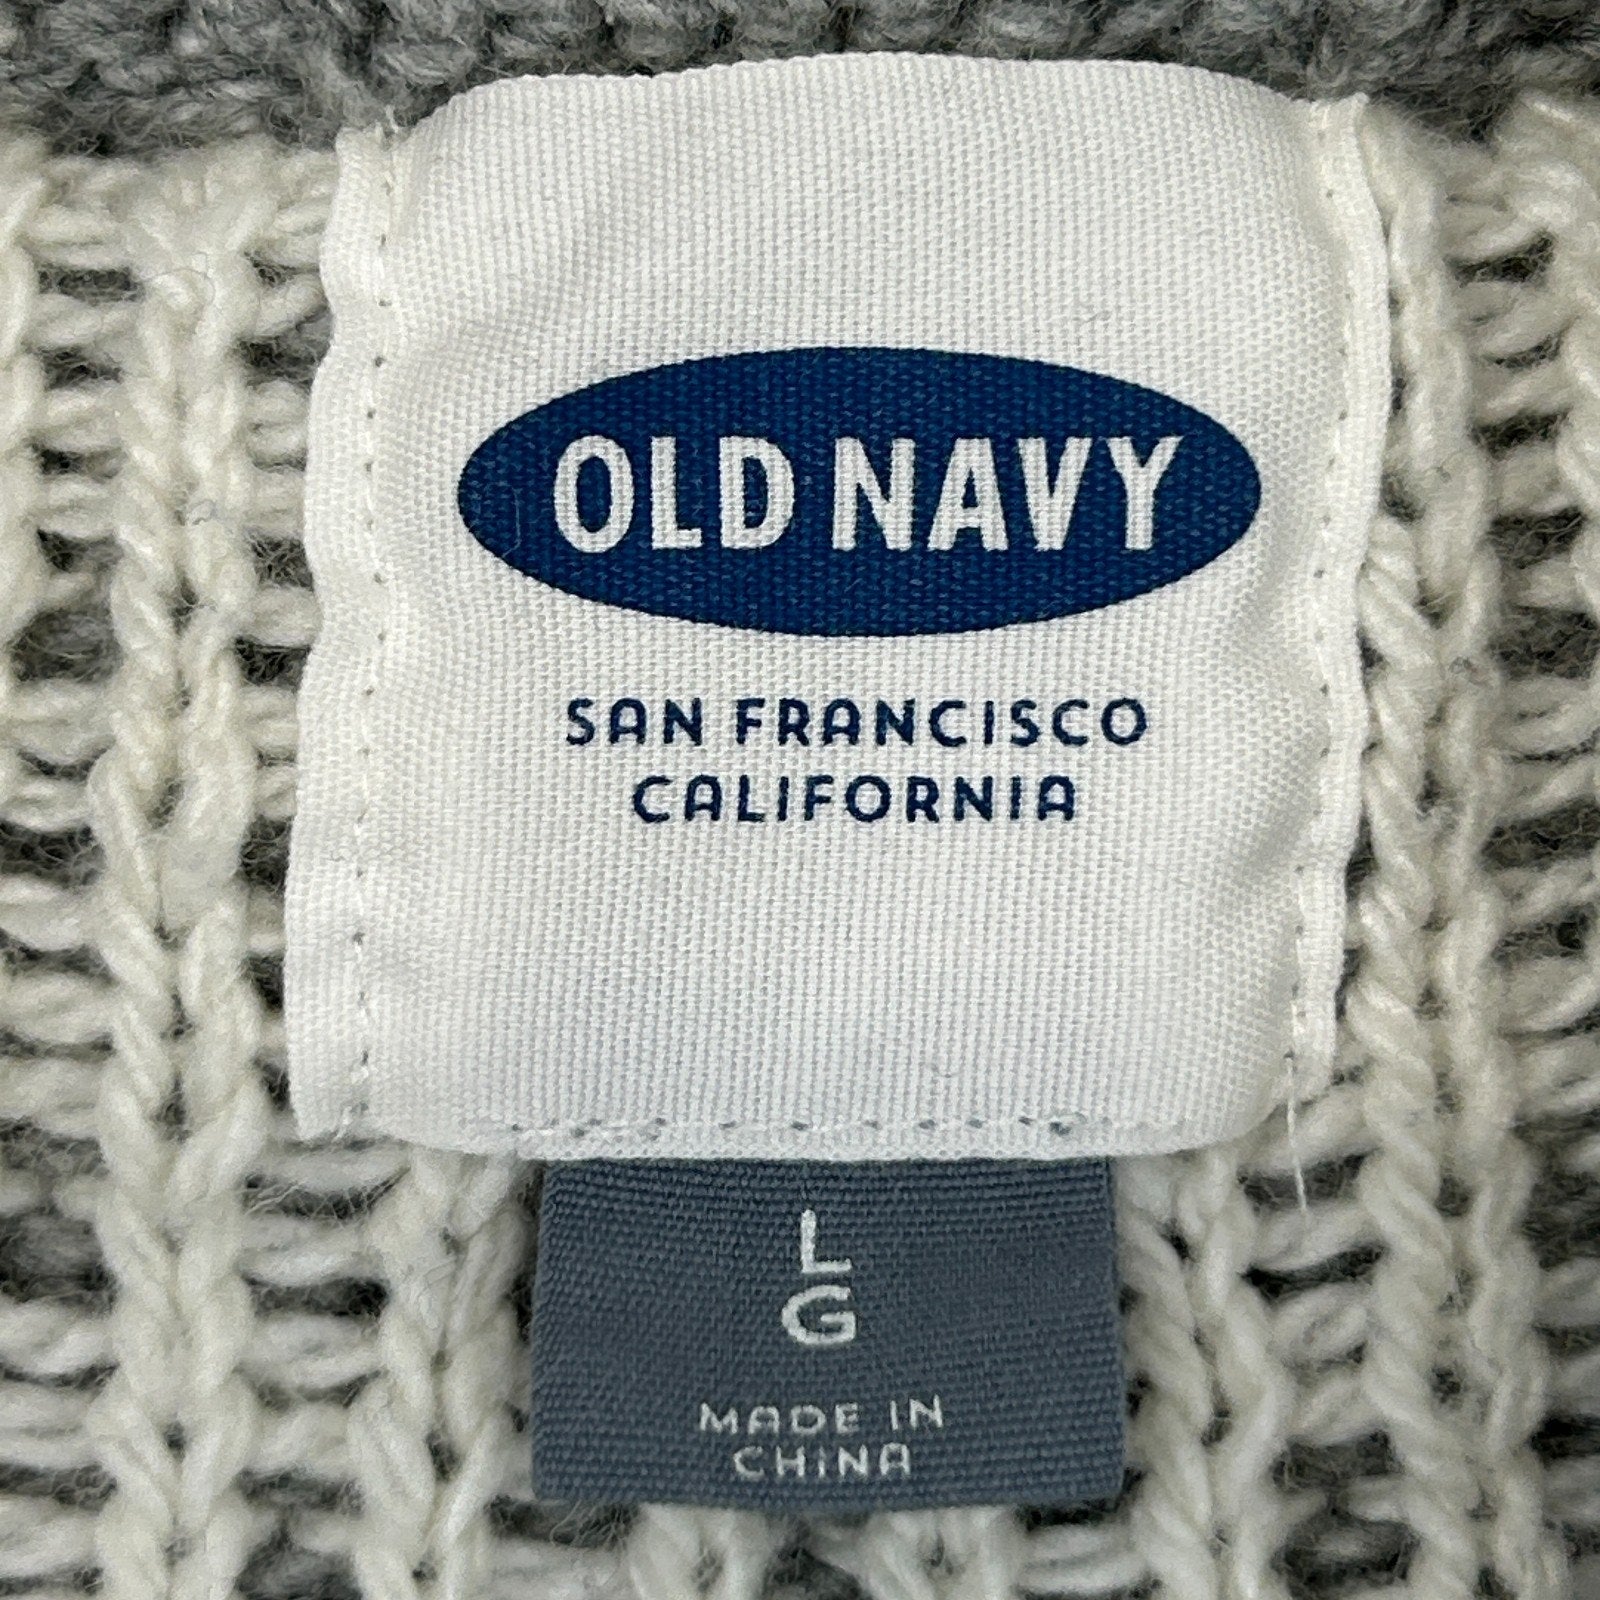 OLD NAVY
SAN FRANCISCO
CALIFORNIA
L
G
MADE IN
CHINA